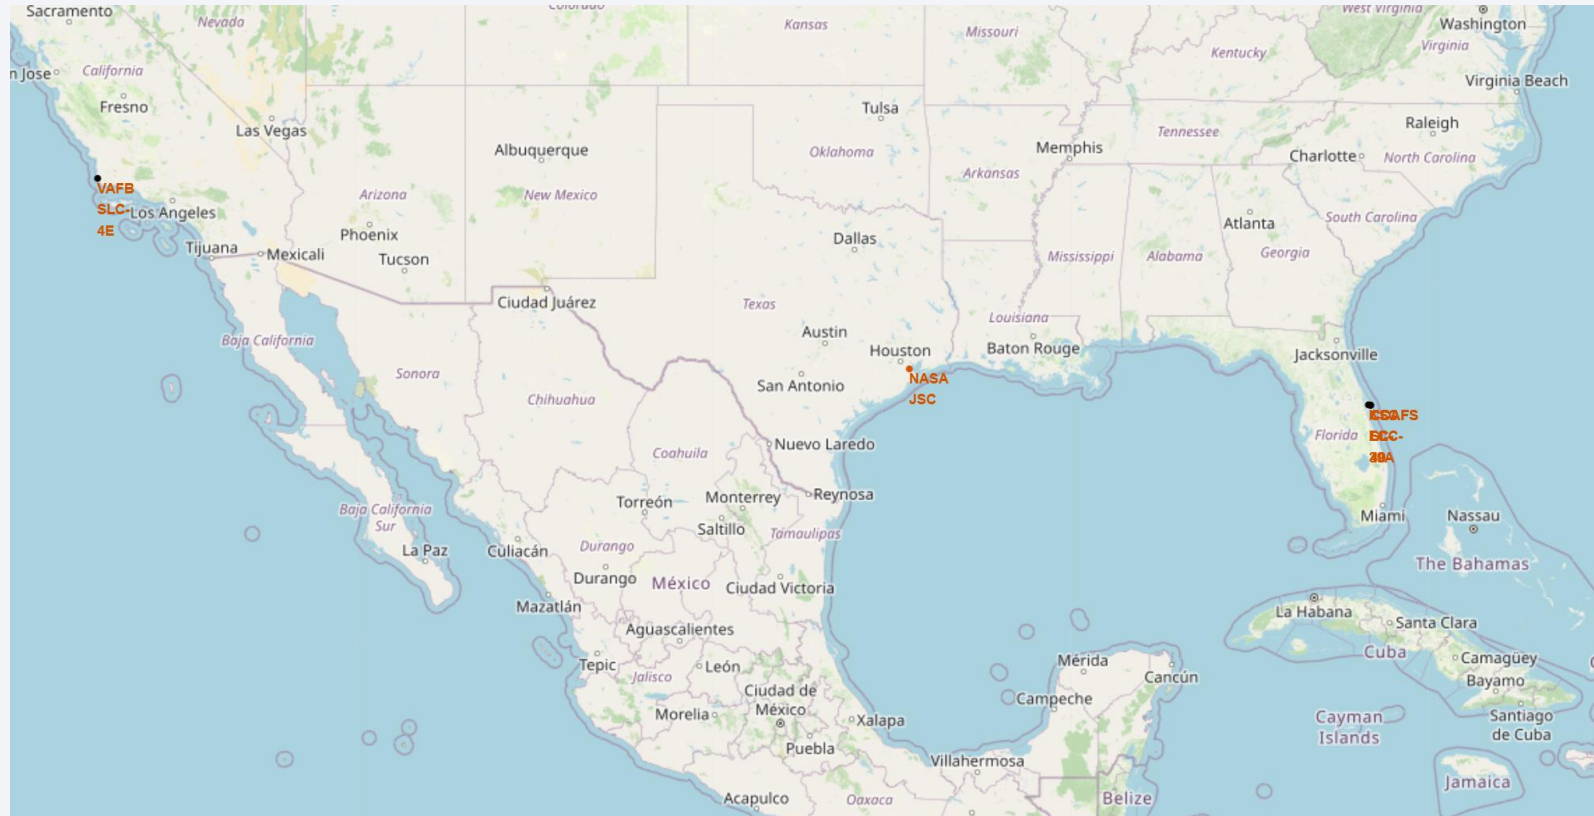 Sacramento
Colorado
West Virginia
Nevada
Kansas
Missouri
Washington
Kentucky
Virginia
n Jose
California
Virginia Beach
Fresno
Tulsa
Las Vegas
Raleigh
Tennessee
Albuquerque
Oklahoma
Memphis
Charlotte
North Carolina
Arkansas
VAFB
SLC-
4E
Arizona
New Mexico
Los Angeles
South Carolina
Atlanta
Phoenix
Dallas
Tijuana
Mexicali
Tucson
Mississippi
Alabama
Georgia
Ciudad Juárez
Texas
Louisiana
Austin
Baja California
Houston
Baton Rouge
Jacksonville
Sonora
NASA
JSC
San Antonio
Chihuahua
Florida
Nuevo Laredo
Coahuila
Torreón
Monterrey
Reynosa
Baja California
Sur
Saltillo
Tamaulipas
Miami
Nassau
La Paz
Culiacán
Durango
The Bahamas
Durango
México
Ciudad Victoria
Mazatlán
La Habana
Santa Clara
Aguascalientes
Cuba
Tepic
León
Mérida
Camagüey
Jalisco
Cancún
Bayamo
Ciudad de
México
Campeche
Morelia
Xalapa
Cayman
Islands
Santiago
de Cuba
Puebla
Villahermosa
Jamaica
Acapulco
Oaxaca
Belize